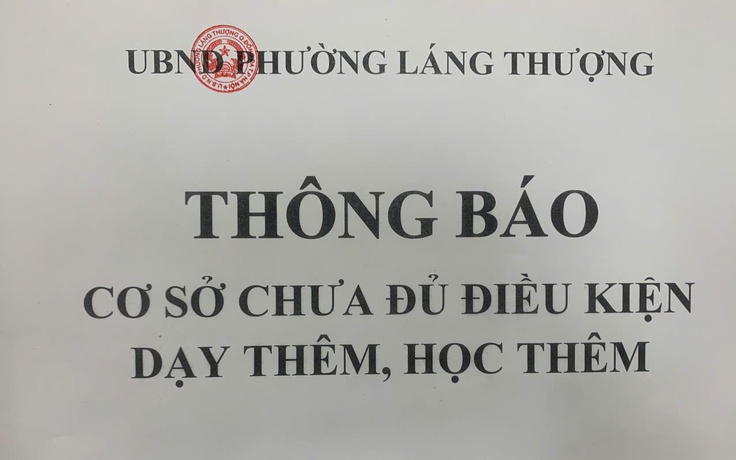 UBND PHƯỜNG LÁNG THƯỢNG
THÔNG BÁO
CƠ SỞ CHƯA ĐỦ ĐIỀU KIỆN
DẠY THÊM, HỌC THÊM